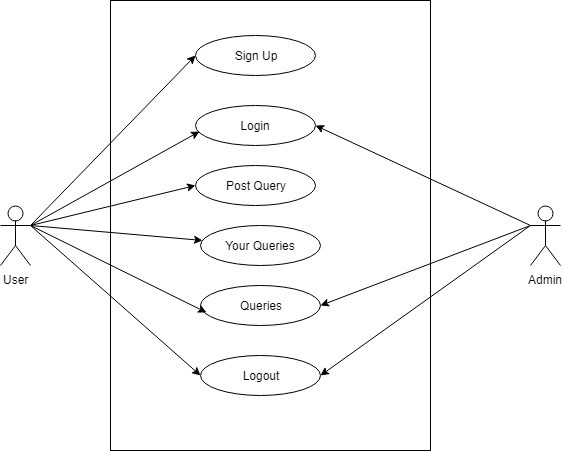 Sign Up
Login
Post Query
Your Queries
User
Admin
Queries
Logout